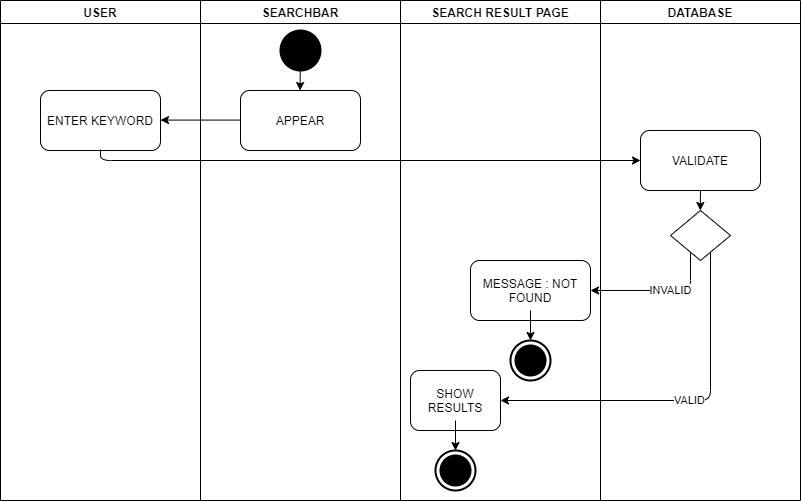 USER
SEARCHBAR
SEARCH RESULT PAGE
DATABASE
ENTER KEYWORD
APPEAR
VALIDATE
MESSAGE : NOT
FOUND
INVALID
SHOW
RESULTS
VALID